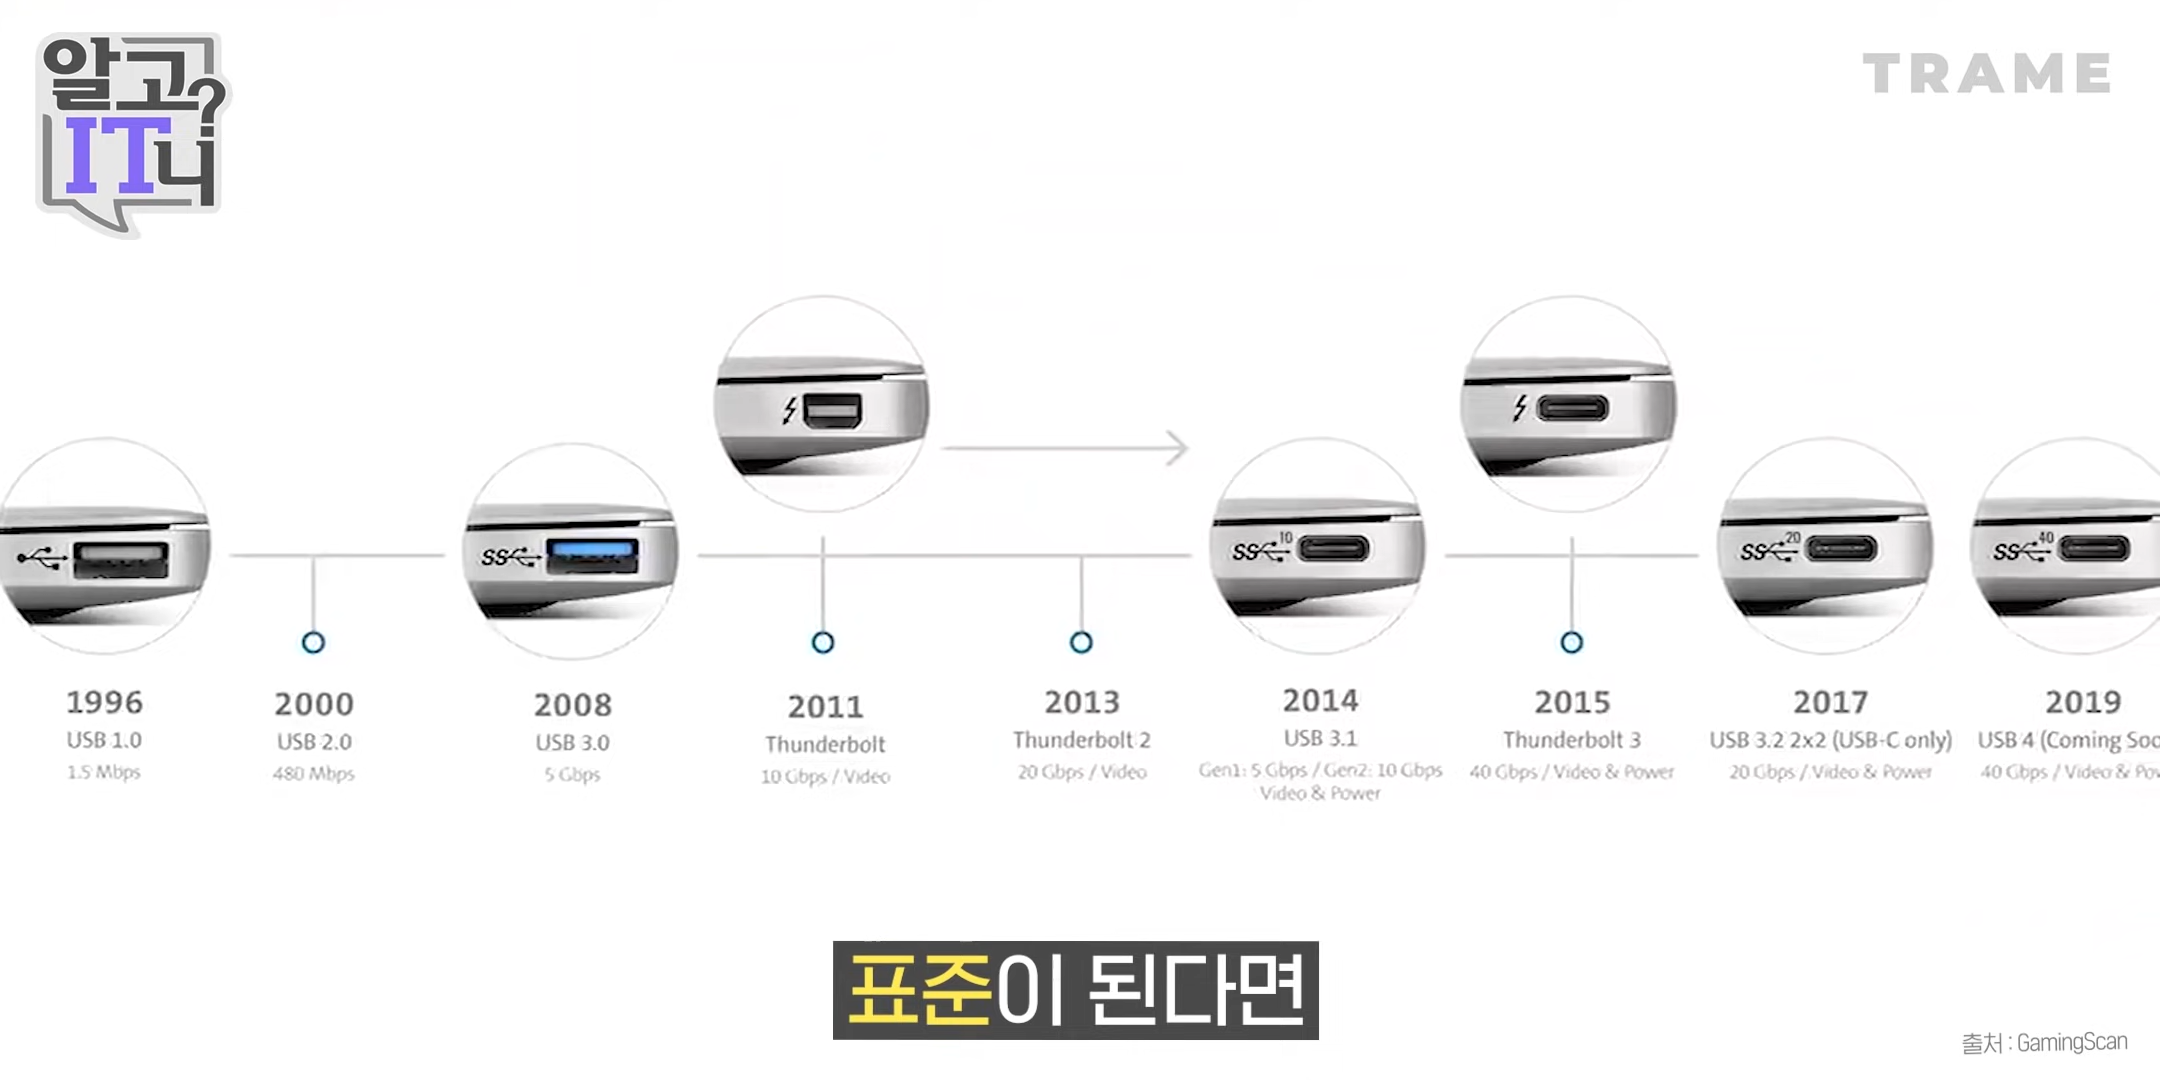 알고?
IT니
TRAME
10
20
40
1996
USB 1.0
1.5 Mbps
2000
USB 2.0
480 Mbps
2008
USB 3.0
5 Gbps
2011
Thunderbolt
10 Gbps / Video
2013
Thunderbolt 2
20 Gbps / Video
2014
USB 3.1
Gen1: 5 Gbps / Gen2: 10 Gbps
Video & Power
2015
Thunderbolt 3
40 Gbps / Video & Power
2017
USB 3.2 2x2 (USB-C only)
20 Gbps / Video & Power
2019
USB 4 (Coming Soo
40 Gbps / Video & Po
표준이 된다면
출처 : GamingScan